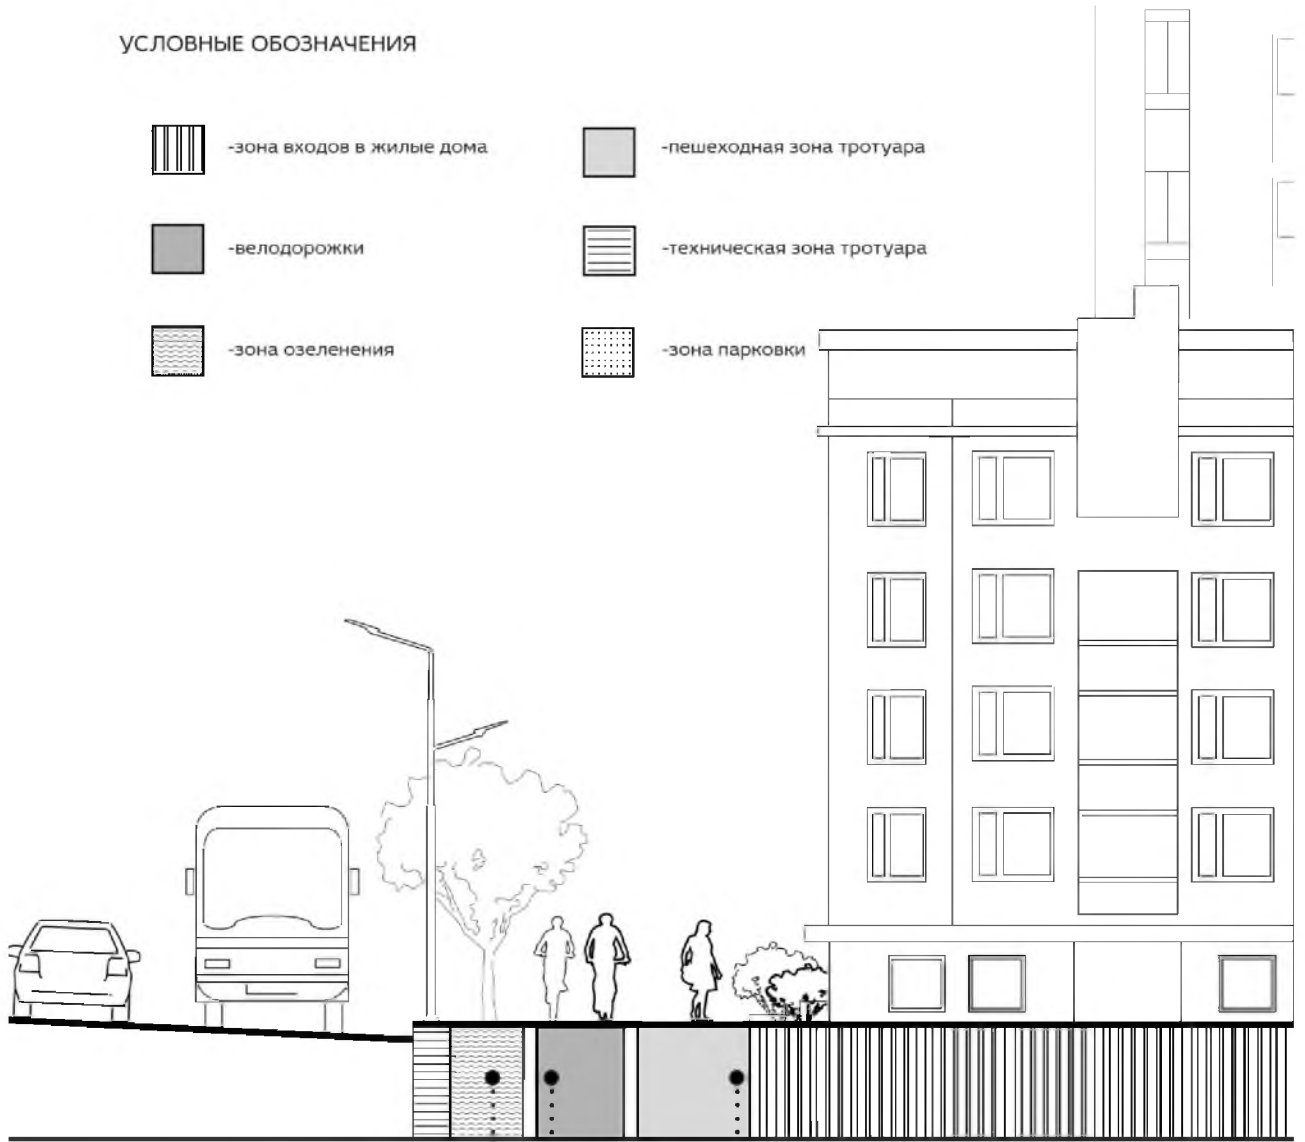 УСЛОВНЫЕ ОБОЗНАЧЕНИЯ
-зона входов в жилые дома
-пешеходная зона тротуара
-велодорожки
-техническая зона тротуара
-зона озеленения
-зона парковки